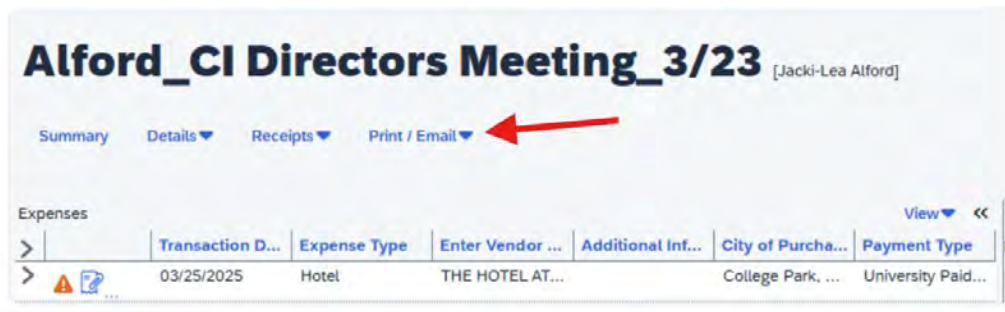 Alford_CI Directors Meeting_3/23 [Jacki-Lea Alford]
Summary Details Receipts Print / Email
Expenses View «
> Transaction D... Expense Type Enter Vendor ... Additional Inf... City of Purcha... Payment Type
> ... 03/25/2025 Hotel THE HOTEL AT... College Park, ... University Paid...